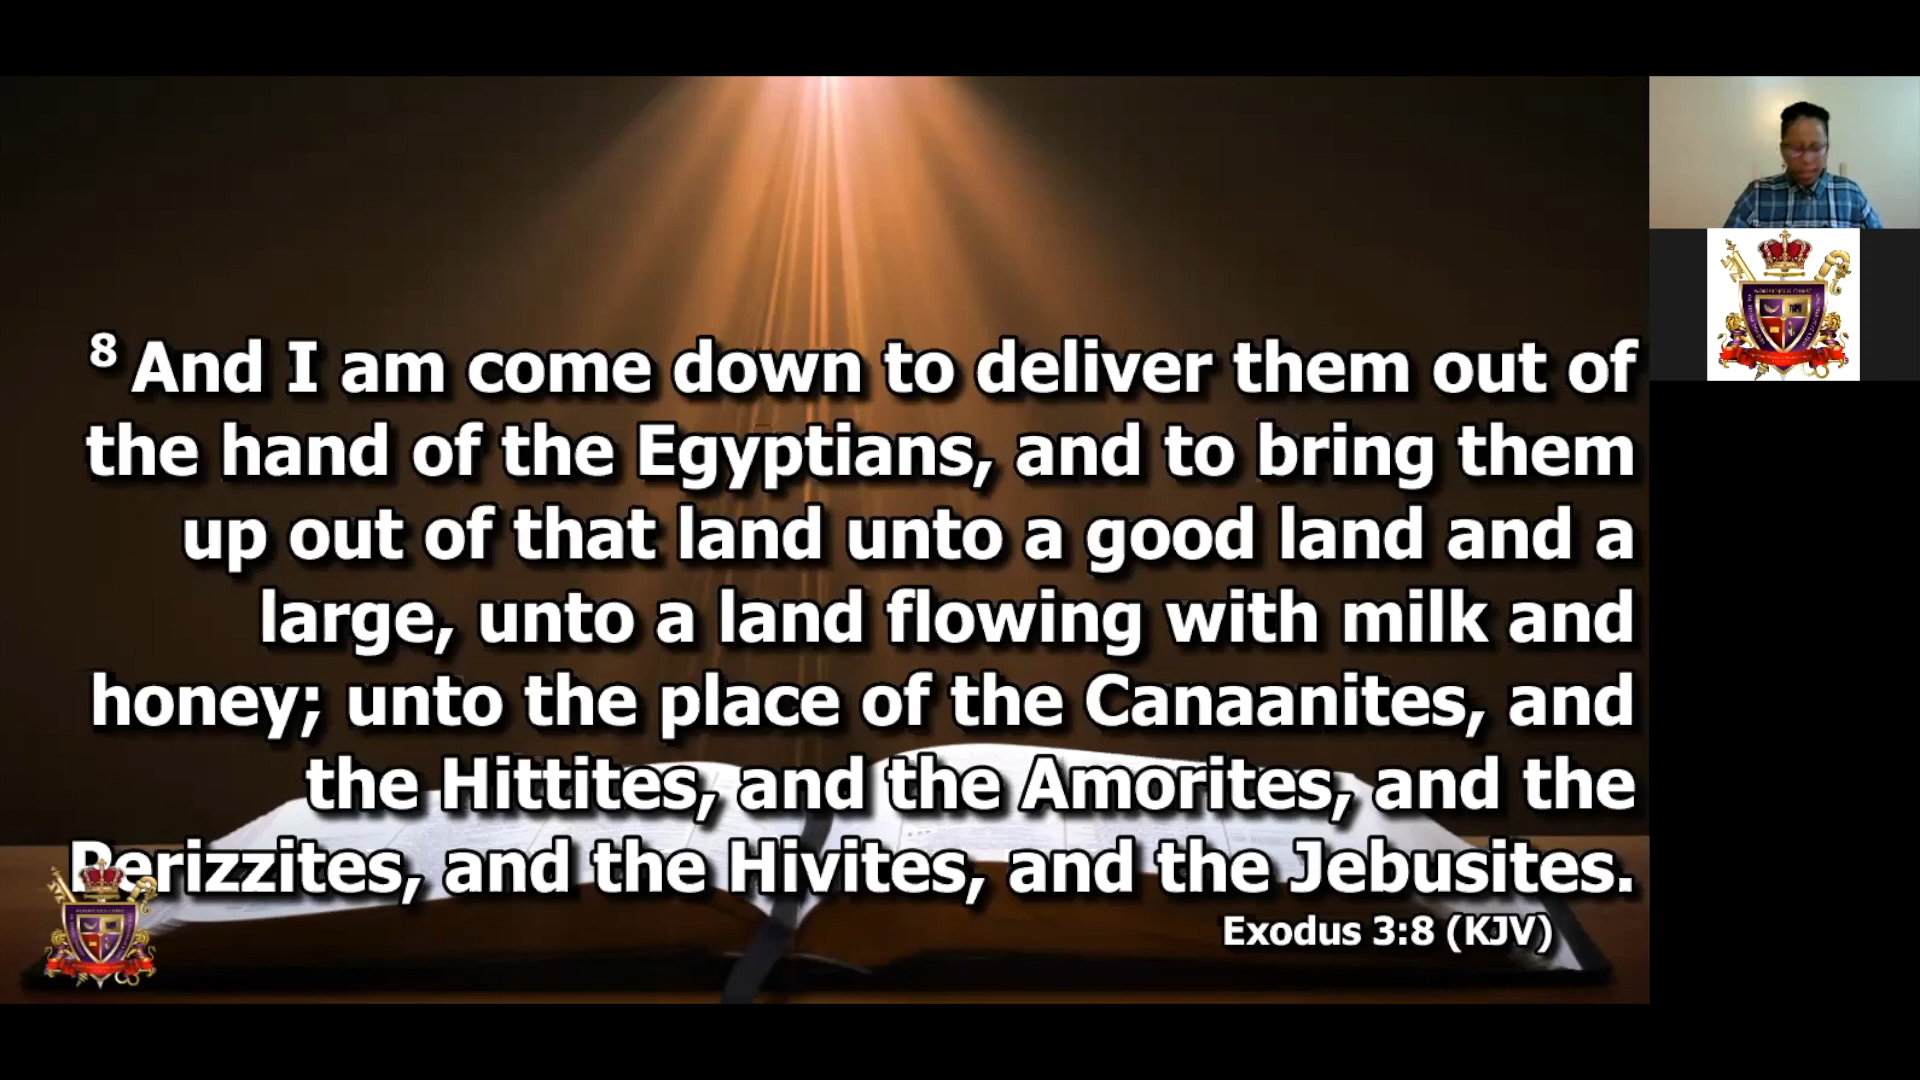 8 And I am come down to deliver them out of
the hand of the Egyptians, and to bring them
up out of that land unto a good land and a
large, unto a land flowing with milk and
honey; unto the place of the Canaanites, and
the Hittites, and the Amorites, and the
Perizzites, and the Hivites, and the Jebusites.
Exodus 3:8 (KJV)